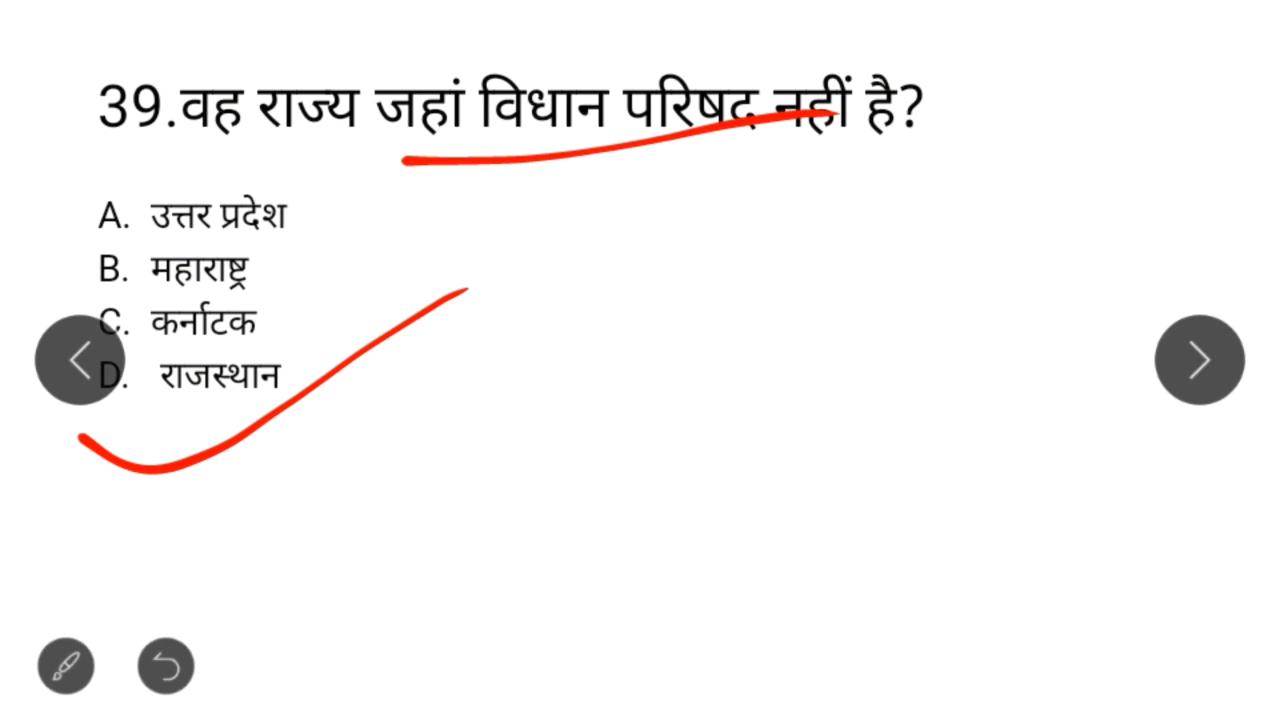 39.वह राज्य जहां विधान परिषद नहीं है?
A. उत्तर प्रदेश
B. महाराष्ट्र
C. कर्नाटक
D. राजस्थान